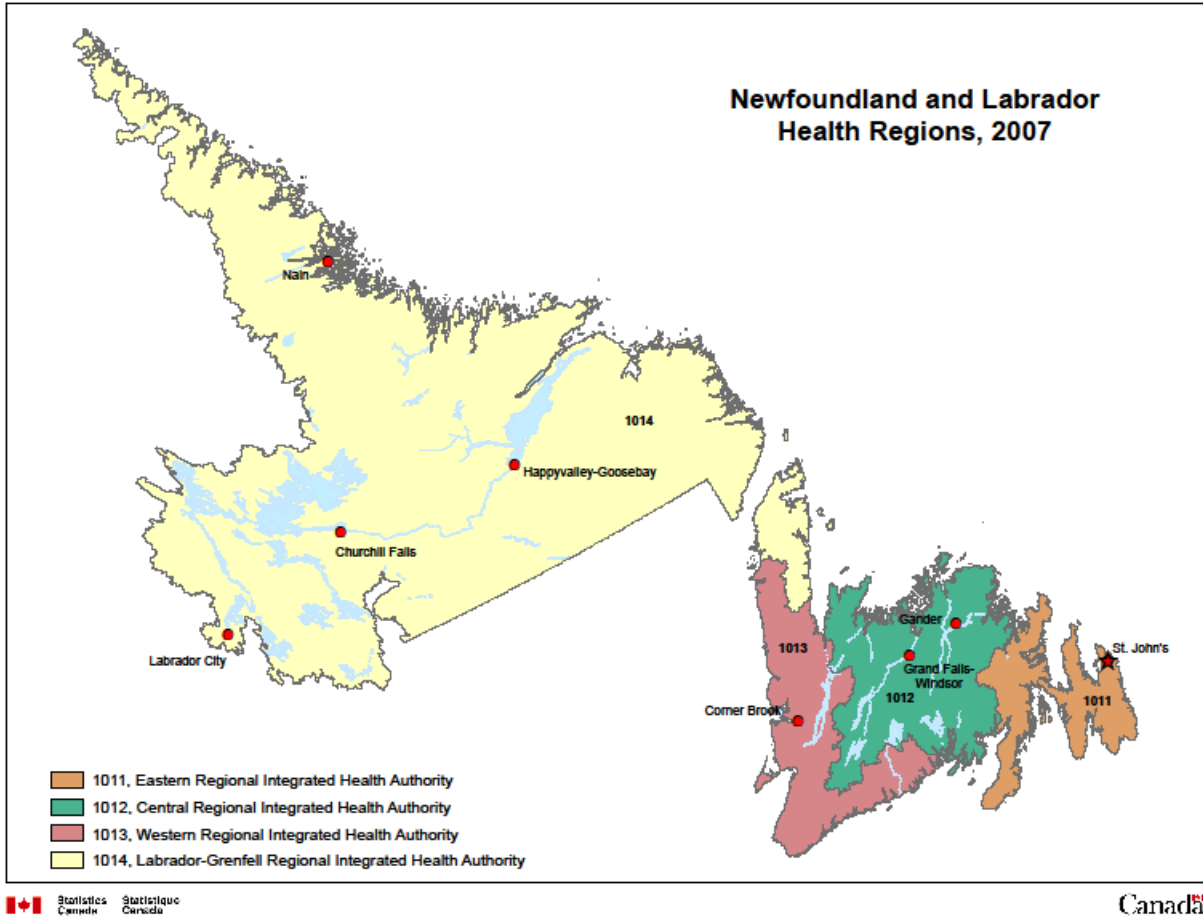 Newfoundland and Labrador
Health Regions, 2007
Nain
1014
Happyvalley-Goosebay
Churchill Falls
Labrador City
Gander
St. John's
1013
Grand Falls-
Windsor
1012
1011
Corner Brook
1011, Eastern Regional Integrated Health Authority
1012, Central Regional Integrated Health Authority
1013, Western Regional Integrated Health Authority
1014, Labrador-Grenfell Regional Integrated Health Authority
Statistics Statistique
Canada Canada
Canada